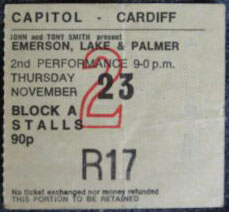 CAPITOL - CARDIFF
JOHN and TONY SMITH present
EMERSON, LAKE & PALMER
2nd PERFORMANCE 9-0 p.m.
THURSDAY
NOVEMBER 23
2
BLOCK A
STALLS
90p
R17
No ticket exchanged nor money refunded
THIS PORTION TO BE RETAINED